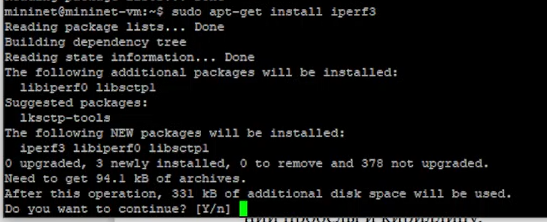 mininet@mininet-vm:~$ sudo apt-get install iperf3
Reading package lists... Done
Building dependency tree
Reading state information... Done
The following additional packages will be installed:
  libiperf0 libsctp1
Suggested packages:
  lksctp-tools
The following NEW packages will be installed:
  iperf3 libiperf0 libsctp1
0 upgraded, 3 newly installed, 0 to remove and 378 not upgraded.
Need to get 94.1 kB of archives.
After this operation, 331 kB of additional disk space will be used.
Do you want to continue? [Y/n]